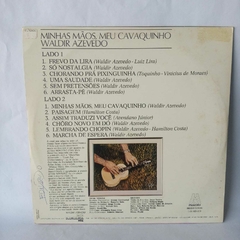 MINHAS MÃOS, MEU CAVAQUINHO
WALDIR AZEVEDO
LADO 1
1. FREVO DA LIRA (Waldir Azevedo - Luiz Lira)
2. SÓ NOSTALGIA (Waldir Azevedo)
3. CHORANDO PRÁ PIXINGUINHA (Toquinho - Vinicius de Moraes)
4. UMA SAUDADE (Waldir Azevedo)
5. SEM PRETENSÕES (Waldir Azevedo)
6. ARRASTA-PÉ (Waldir Azevedo)
LADO 2
1. MINHAS MÃOS, MEU CAVAQUINHO (Waldir Azevedo)
2. PAISAGEM (Hamilton Costa)
3. ASSIM TRADUZI VOCÊ (Avendano Júnior)
4. CHÔRO NOVO EM DÓ (Waldir Azevedo)
5. LEMBRANDO CHOPIN (Waldir Azevedo - Hamilton Costa)
6. MARCHA DE ESPERA (Waldir Azevedo)